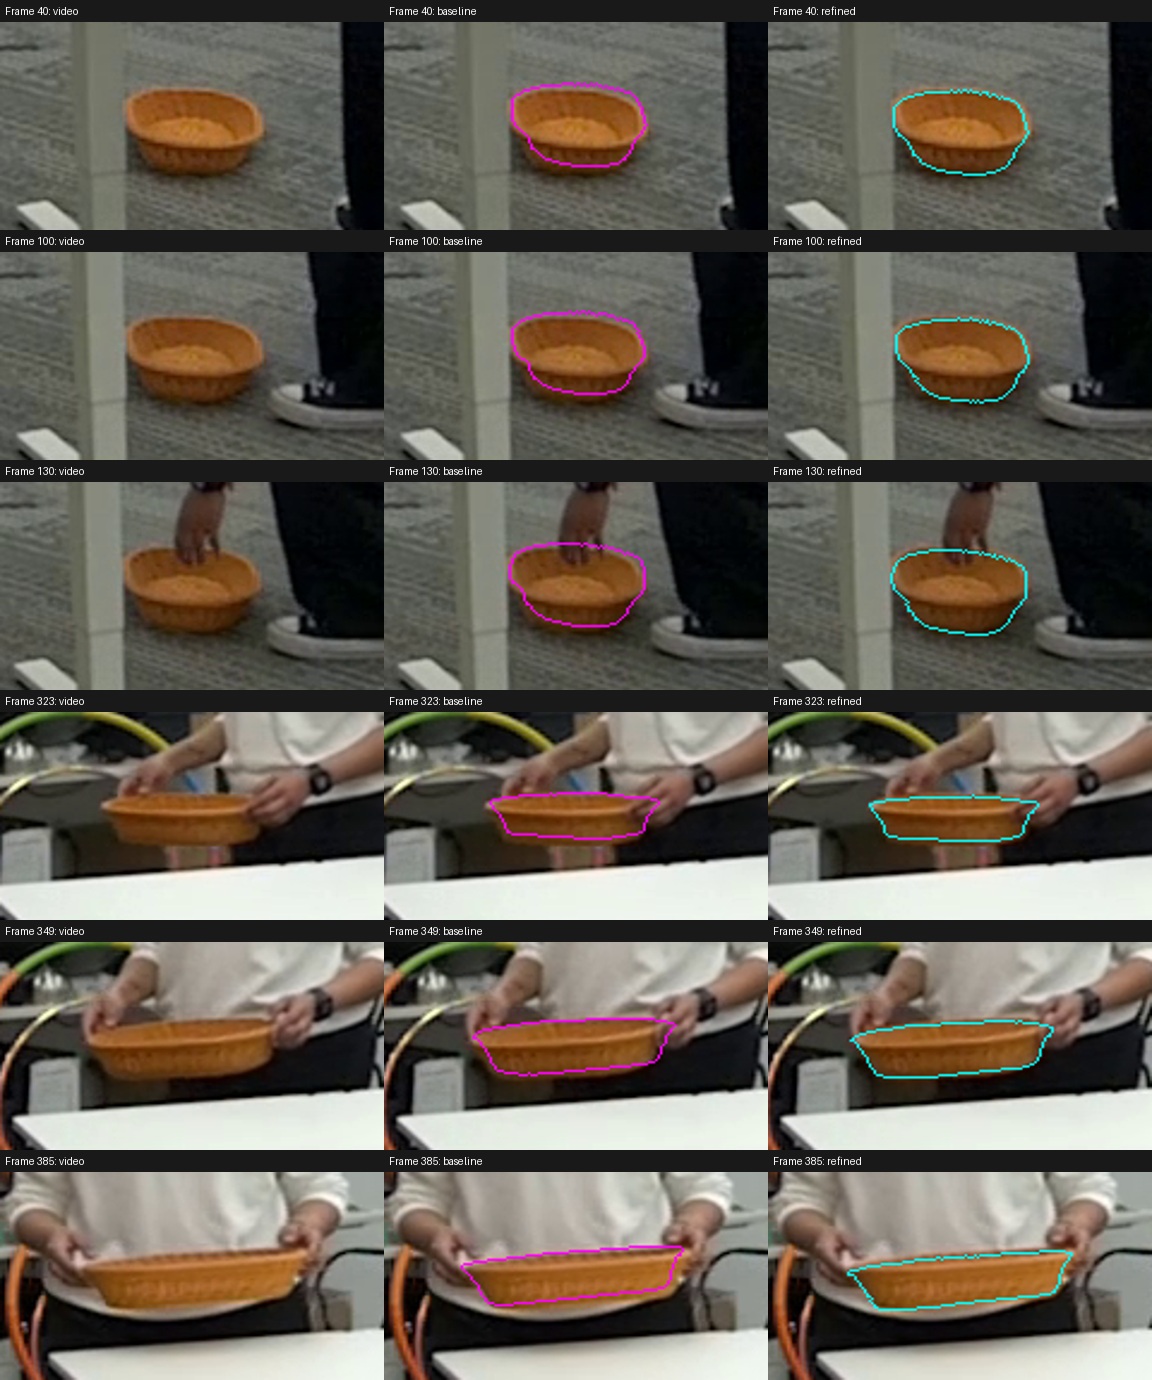 Frame 40: video
Frame 40: baseline
Frame 40: refined
Frame 100: video
Frame 100: baseline
Frame 100: refined
Frame 130: video
Frame 130: baseline
Frame 130: refined
Frame 323: video
Frame 323: baseline
Frame 323: refined
Frame 349: video
Frame 349: baseline
Frame 349: refined
Frame 385: video
Frame 385: baseline
Frame 385: refined